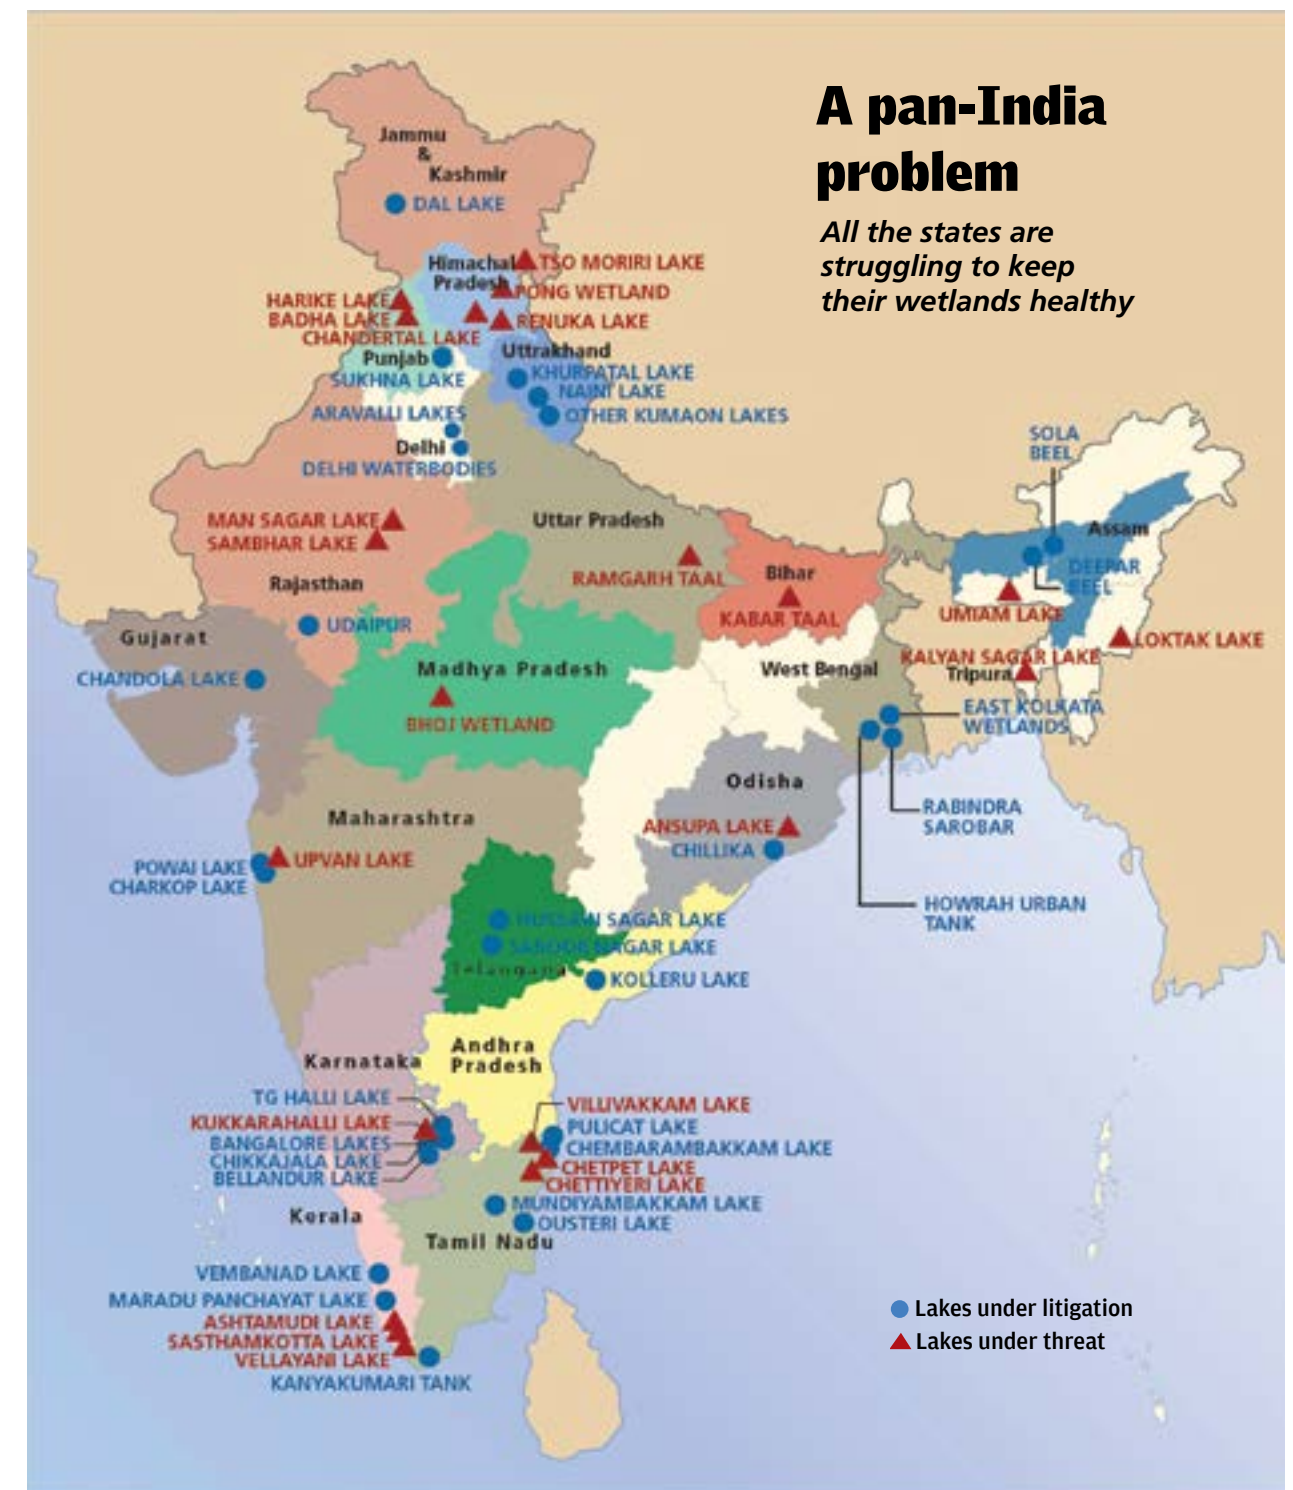 A pan-India
problem
All the states are
struggling to keep
their wetlands healthy
Jammu
&
Kashmir
DAL LAKE
Himachal
Pradesh
TSO MORIRI LAKE
PONG WETLAND
HARIKE LAKE
BADHA LAKE
RENUKA LAKE
CHANDERTAL LAKE
Punjab
Uttrakhand
SUKHNA LAKE
KHURPATAL LAKE
NAINI LAKE
ARAVALLI LAKES
OTHER KUMAON LAKES
Delhi
DELHI WATERBODIES
SOLA
BEEL
MAN SAGAR LAKE
SAMBHAR LAKE
Uttar Pradesh
Assam
Rajasthan
RAMGARH TAAL
Bihar
DEEPAR
BEEL
KABAR TAAL
UMIAM LAKE
UDAIPUR
Gujarat
LOKTAK LAKE
CHANDOLA LAKE
Madhya Pradesh
West Bengal
KALYAN SAGAR LAKE
Tripura
BHOJ WETLAND
EAST KOLKATA
WETLANDS
Odisha
Maharashtra
RABINDRA
SAROBAR
ANSUPA LAKE
CHILLIKA
POWAI LAKE
CHARKOP LAKE
UPVAN LAKE
HOWRAH URBAN
TANK
HUSSAIN SAGAR LAKE
SAROOR NAGAR LAKE
Telangana
KOLLERU LAKE
Karnataka
Andhra
Pradesh
TG HALLI LAKE
KUKKARAHALLI LAKE
BANGALORE LAKES
CHIKKAJALA LAKE
BELLANDUR LAKE
VILLIVAKKAM LAKE
PULICAT LAKE
CHEMBARAMBAKKAM LAKE
CHETPET LAKE
CHETTIYERI LAKE
MUNDIYAMBAKKAM LAKE
OUSTERI LAKE
Kerala
Tamil Nadu
VEMBANAD LAKE
MARADU PANCHAYAT LAKE
ASHTAMUDI LAKE
SASTHAMKOTTA LAKE
VELLAYANI LAKE
KANYAKUMARI TANK
Lakes under litigation
Lakes under threat